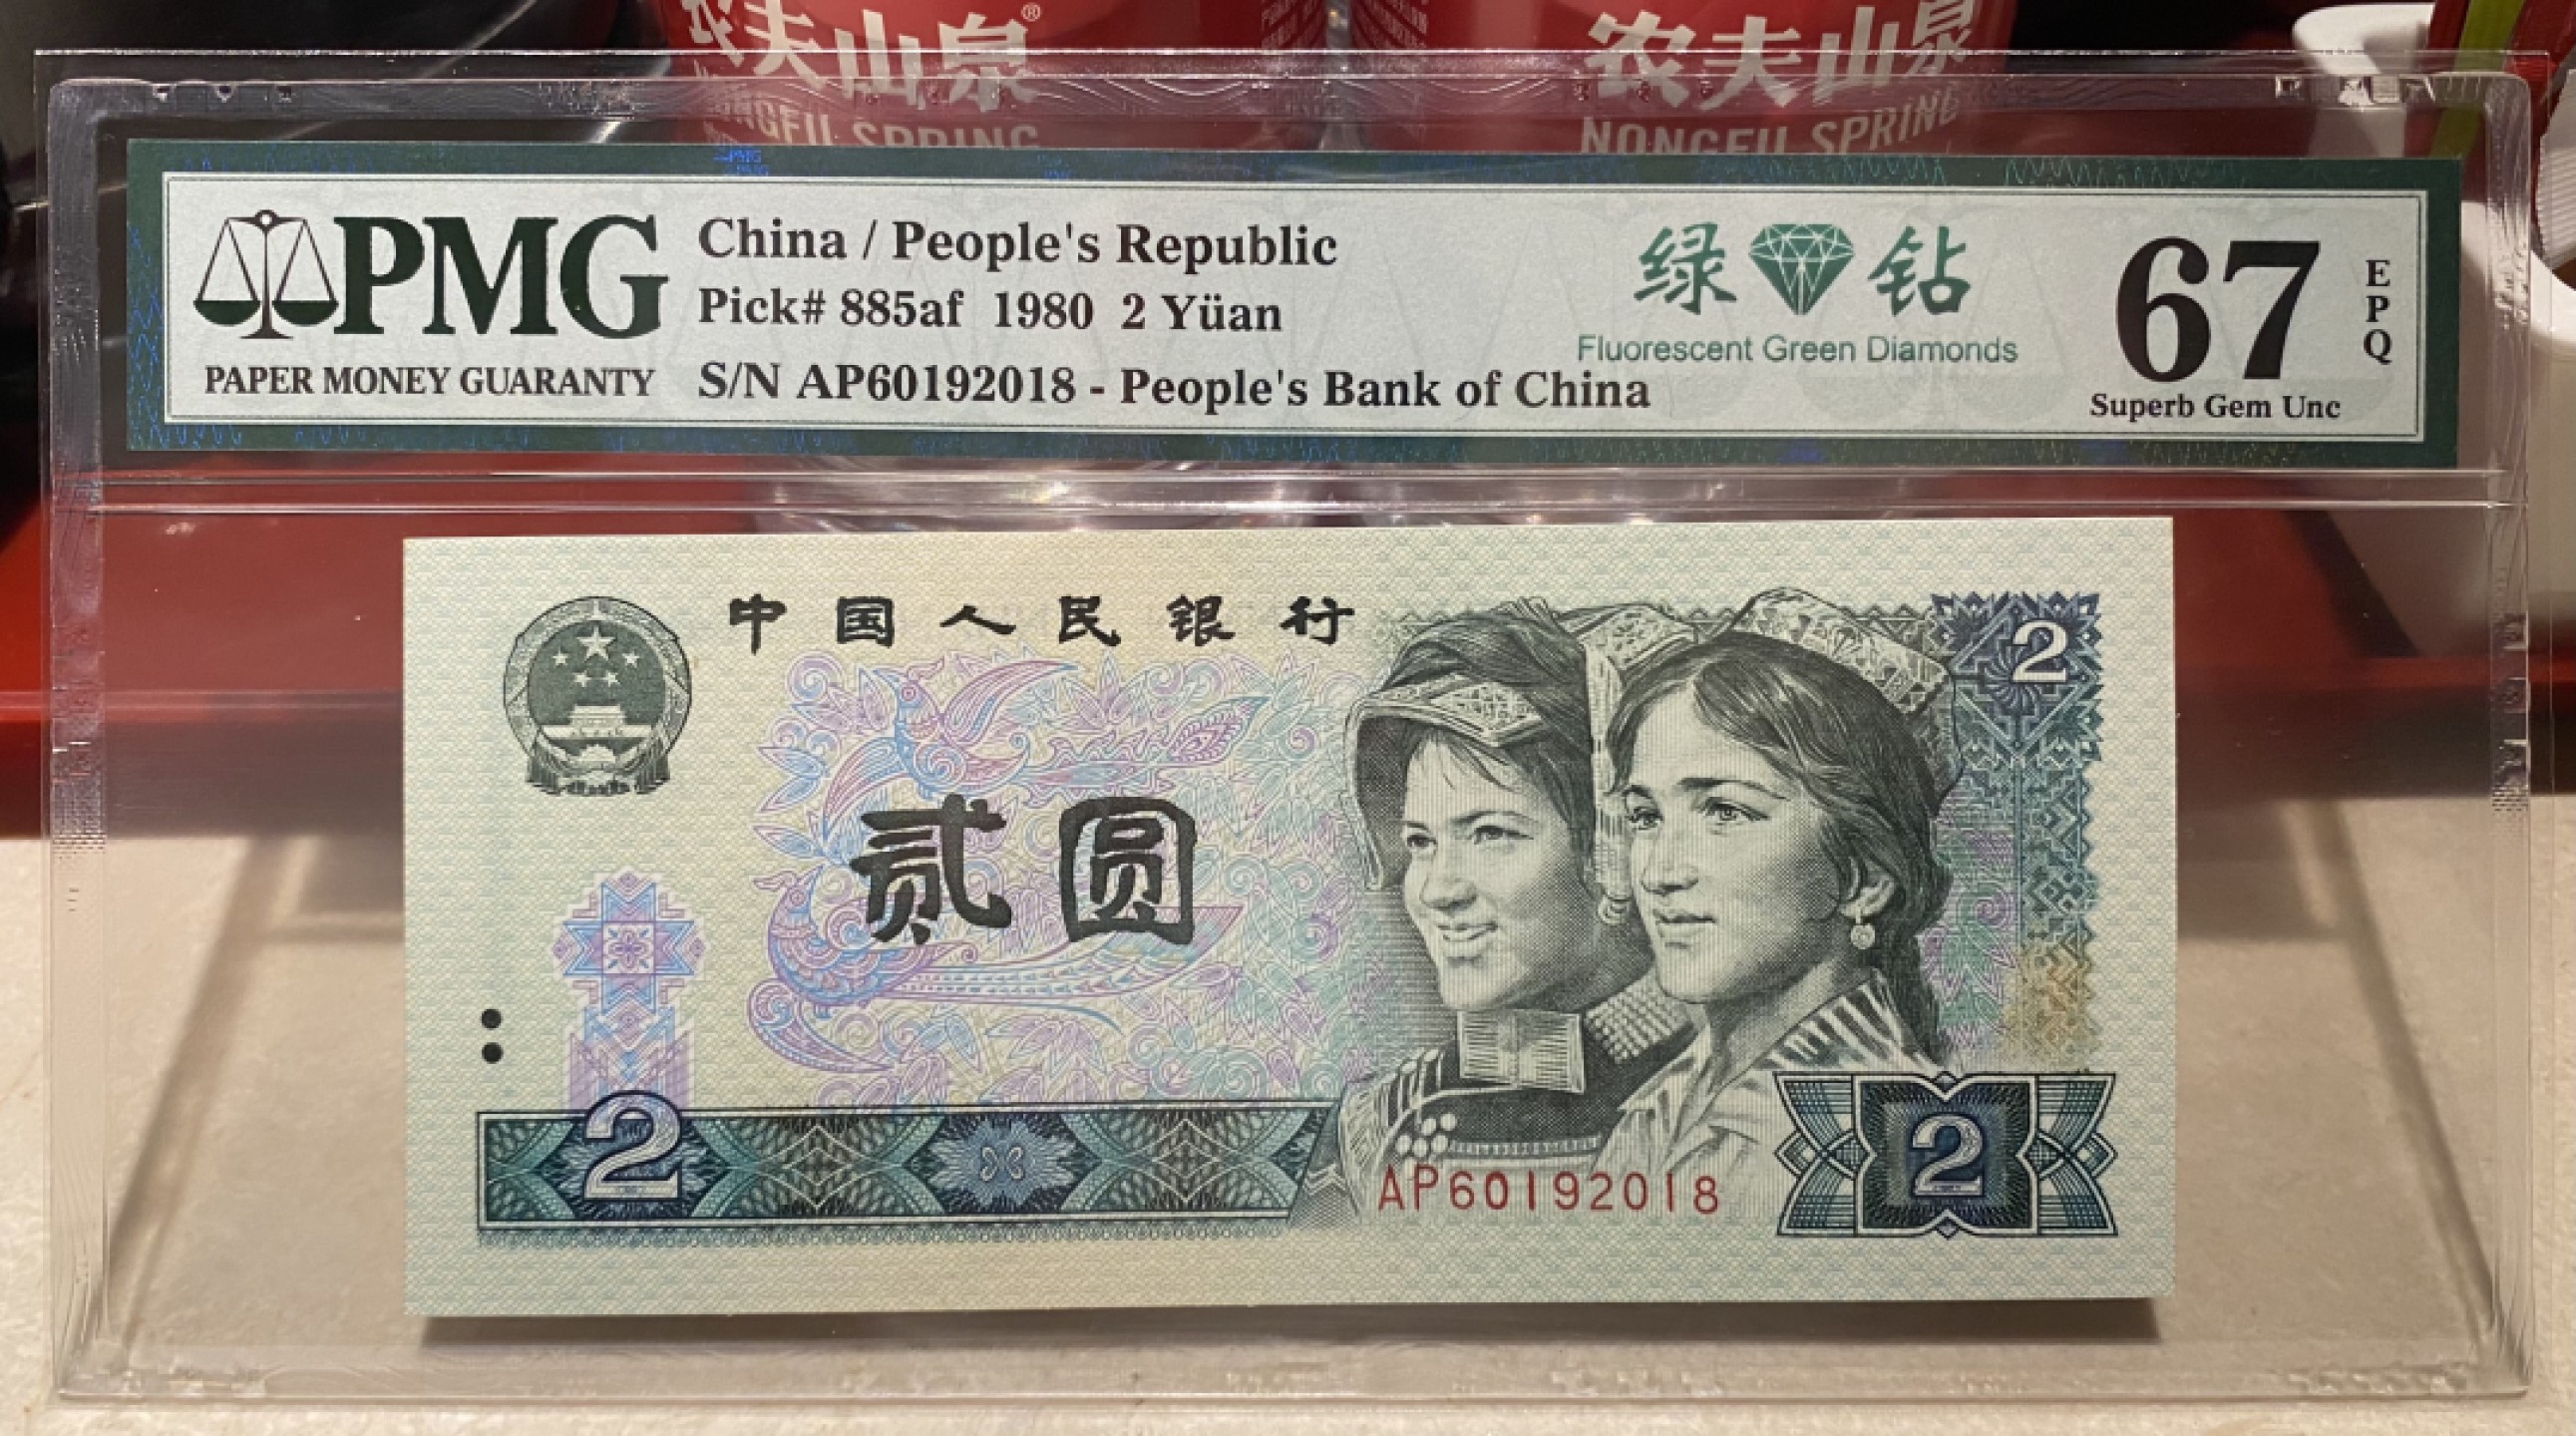 农夫山泉®
NONGFU SPRING
农夫山泉
NONGFU SPRING
PMG
PAPER MONEY GUARANTY
China / People's Republic
Pick# 885af 1980 2 Yüan
S/N AP60192018 - People's Bank of China
绿钻
Fluorescent Green Diamonds
67
EPQ
Superb Gem Unc
中国人民银行
2
贰圆
2
AP60192018
2